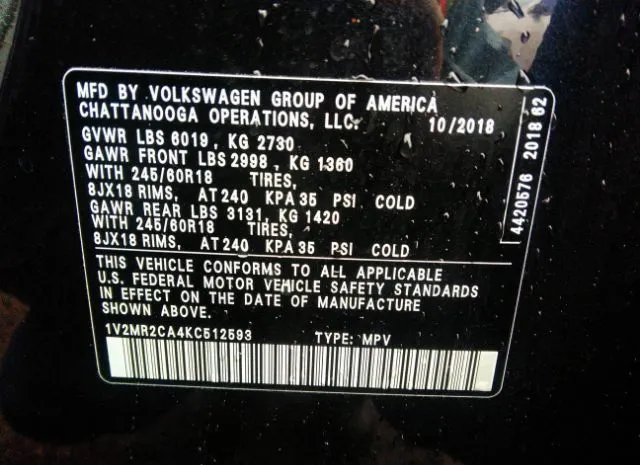 MFD BY VOLKSWAGEN GROUP OF AMERICA
CHATTANOOGA OPERATIONS, LLC. 10/2018
GVWR LBS 6019, KG 2730
GAWR FRONT LBS 2998, KG 1360
WITH 245/60R18 TIRES,
8JX18 RIMS, AT 240 KPA 35 PSI COLD
GAWR REAR LBS 3131, KG 1420
WITH 245/60R18 TIRES,
8JX18 RIMS, AT 240 KPA 35 PSI COLD
THIS VEHICLE CONFORMS TO ALL APPLICABLE
U.S. FEDERAL MOTOR VEHICLE SAFETY STANDARDS
IN EFFECT ON THE DATE OF MANUFACTURE
SHOWN ABOVE.
1V2MR2CA4KC512593 TYPE: MPV
4420576 2018 62